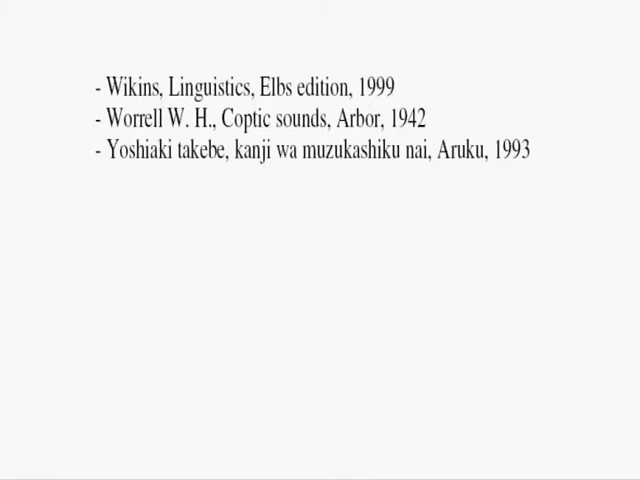 - Wikins, Linguistics, Elbs edition, 1999
- Worrell W. H., Coptic sounds, Arbor, 1942
- Yoshiaki takebe, kanji wa muzukashiku nai, Aruku, 1993